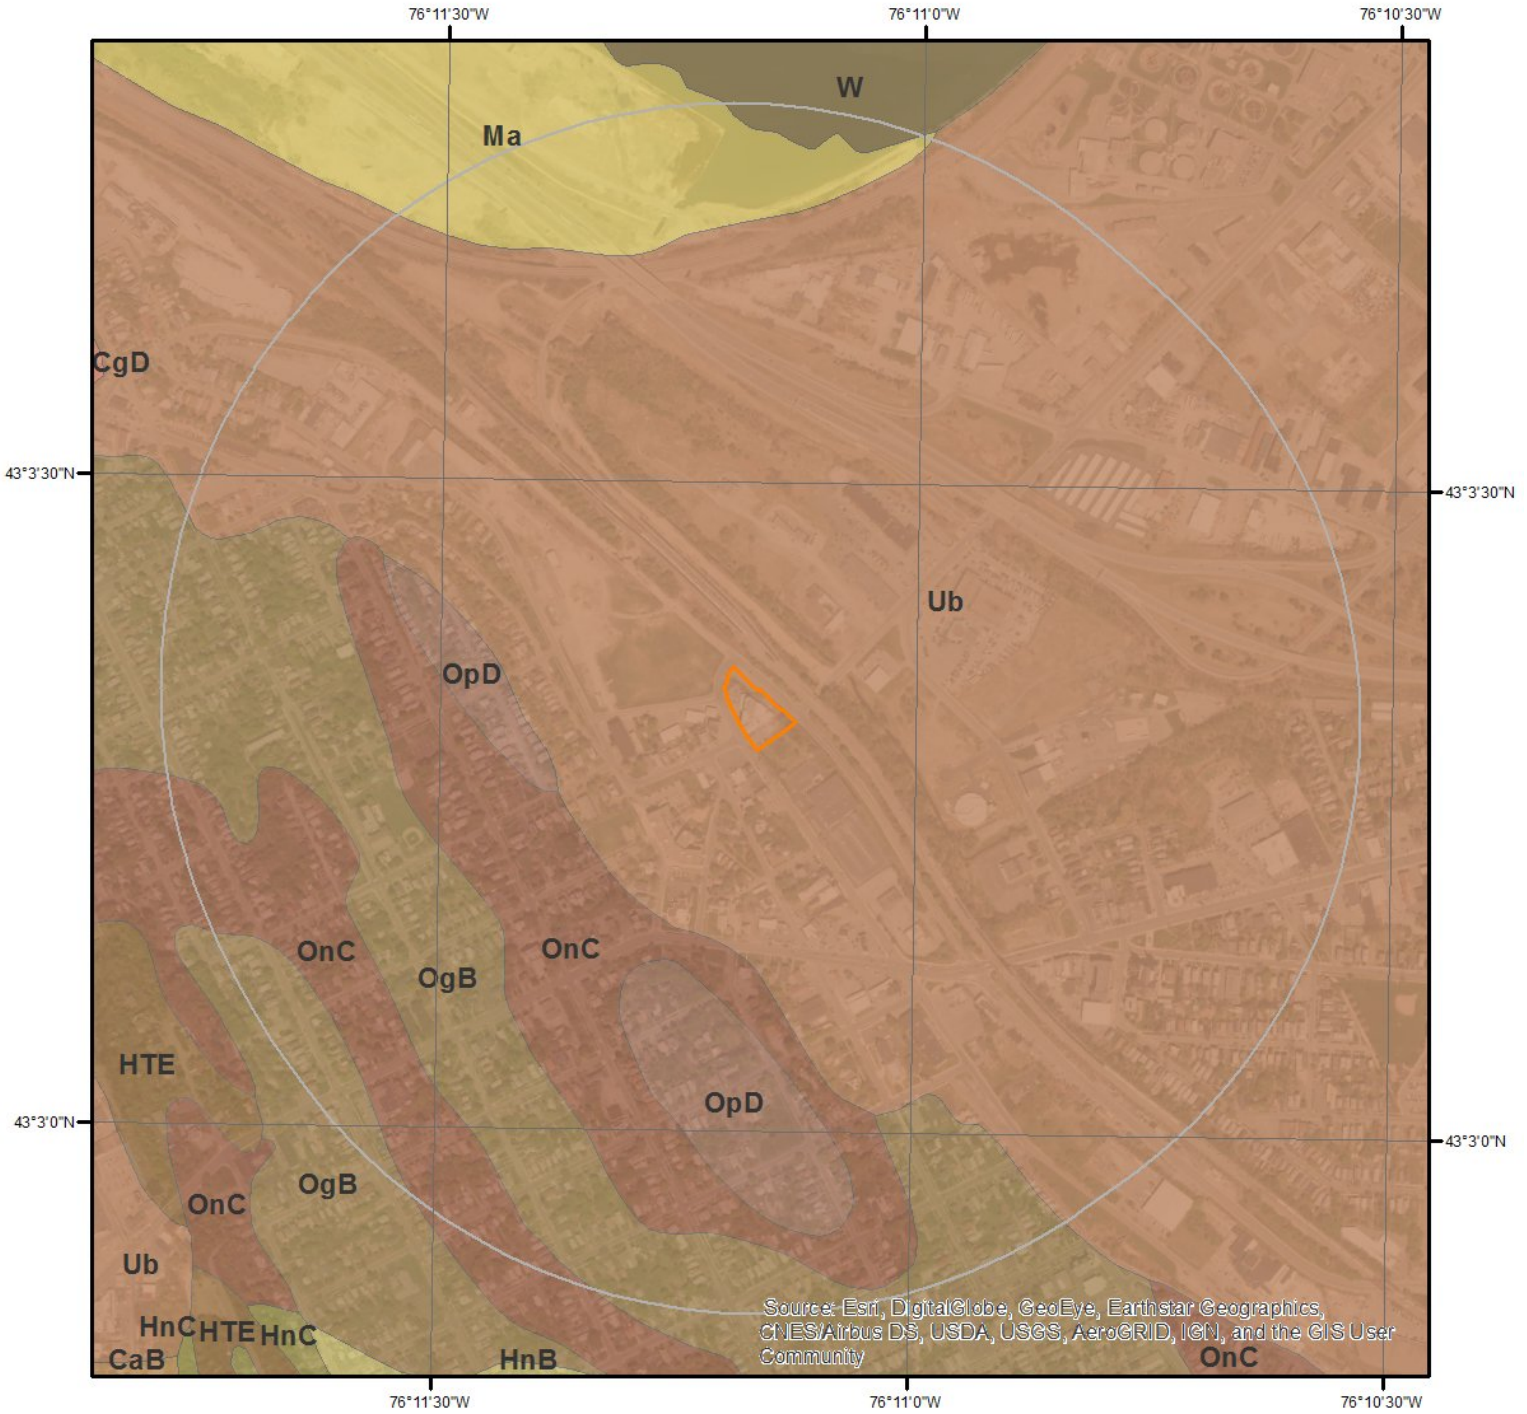 76°11'30"W 76°11'0"W 76°10'30"W
W
Ma
CgD
43°3'30"N 43°3'30"N
Ub
OpD
OnC OnC
OgB
HTE
OpD
43°3'0"N 43°3'0"N
OgB
OnC
Ub
Source: Esri, DigitalGlobe, GeoEye, Earthstar Geographics,
HnC HTE HnC CNES/Airbus DS, USDA, USGS, AeroGRID, IGN, and the GIS User
CaB HnB Community OnC
76°11'30"W 76°11'0"W 76°10'30"W